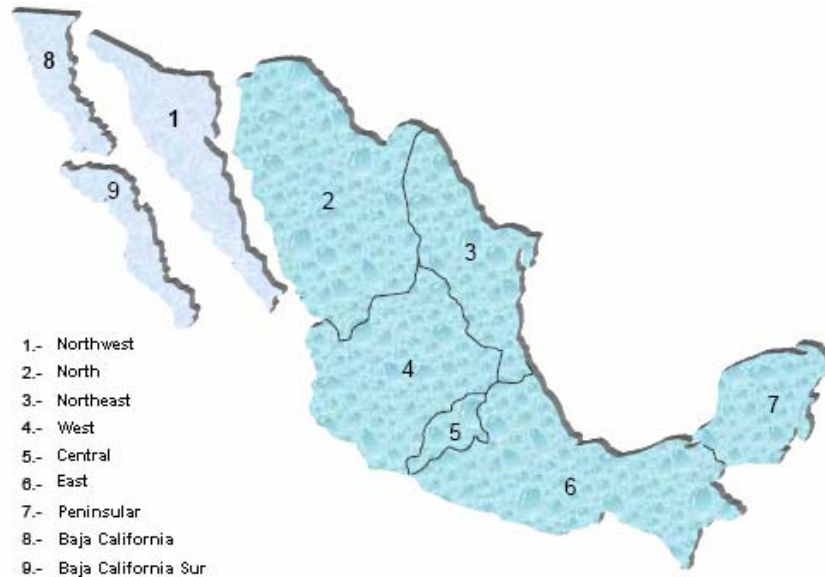 8
1
9
2
3
4
5
6
7
1.- Northwest
2.- North
3.- Northeast
4.- West
5.- Central
6.- East
7.- Peninsular
8.- Baja California
9.- Baja California Sur